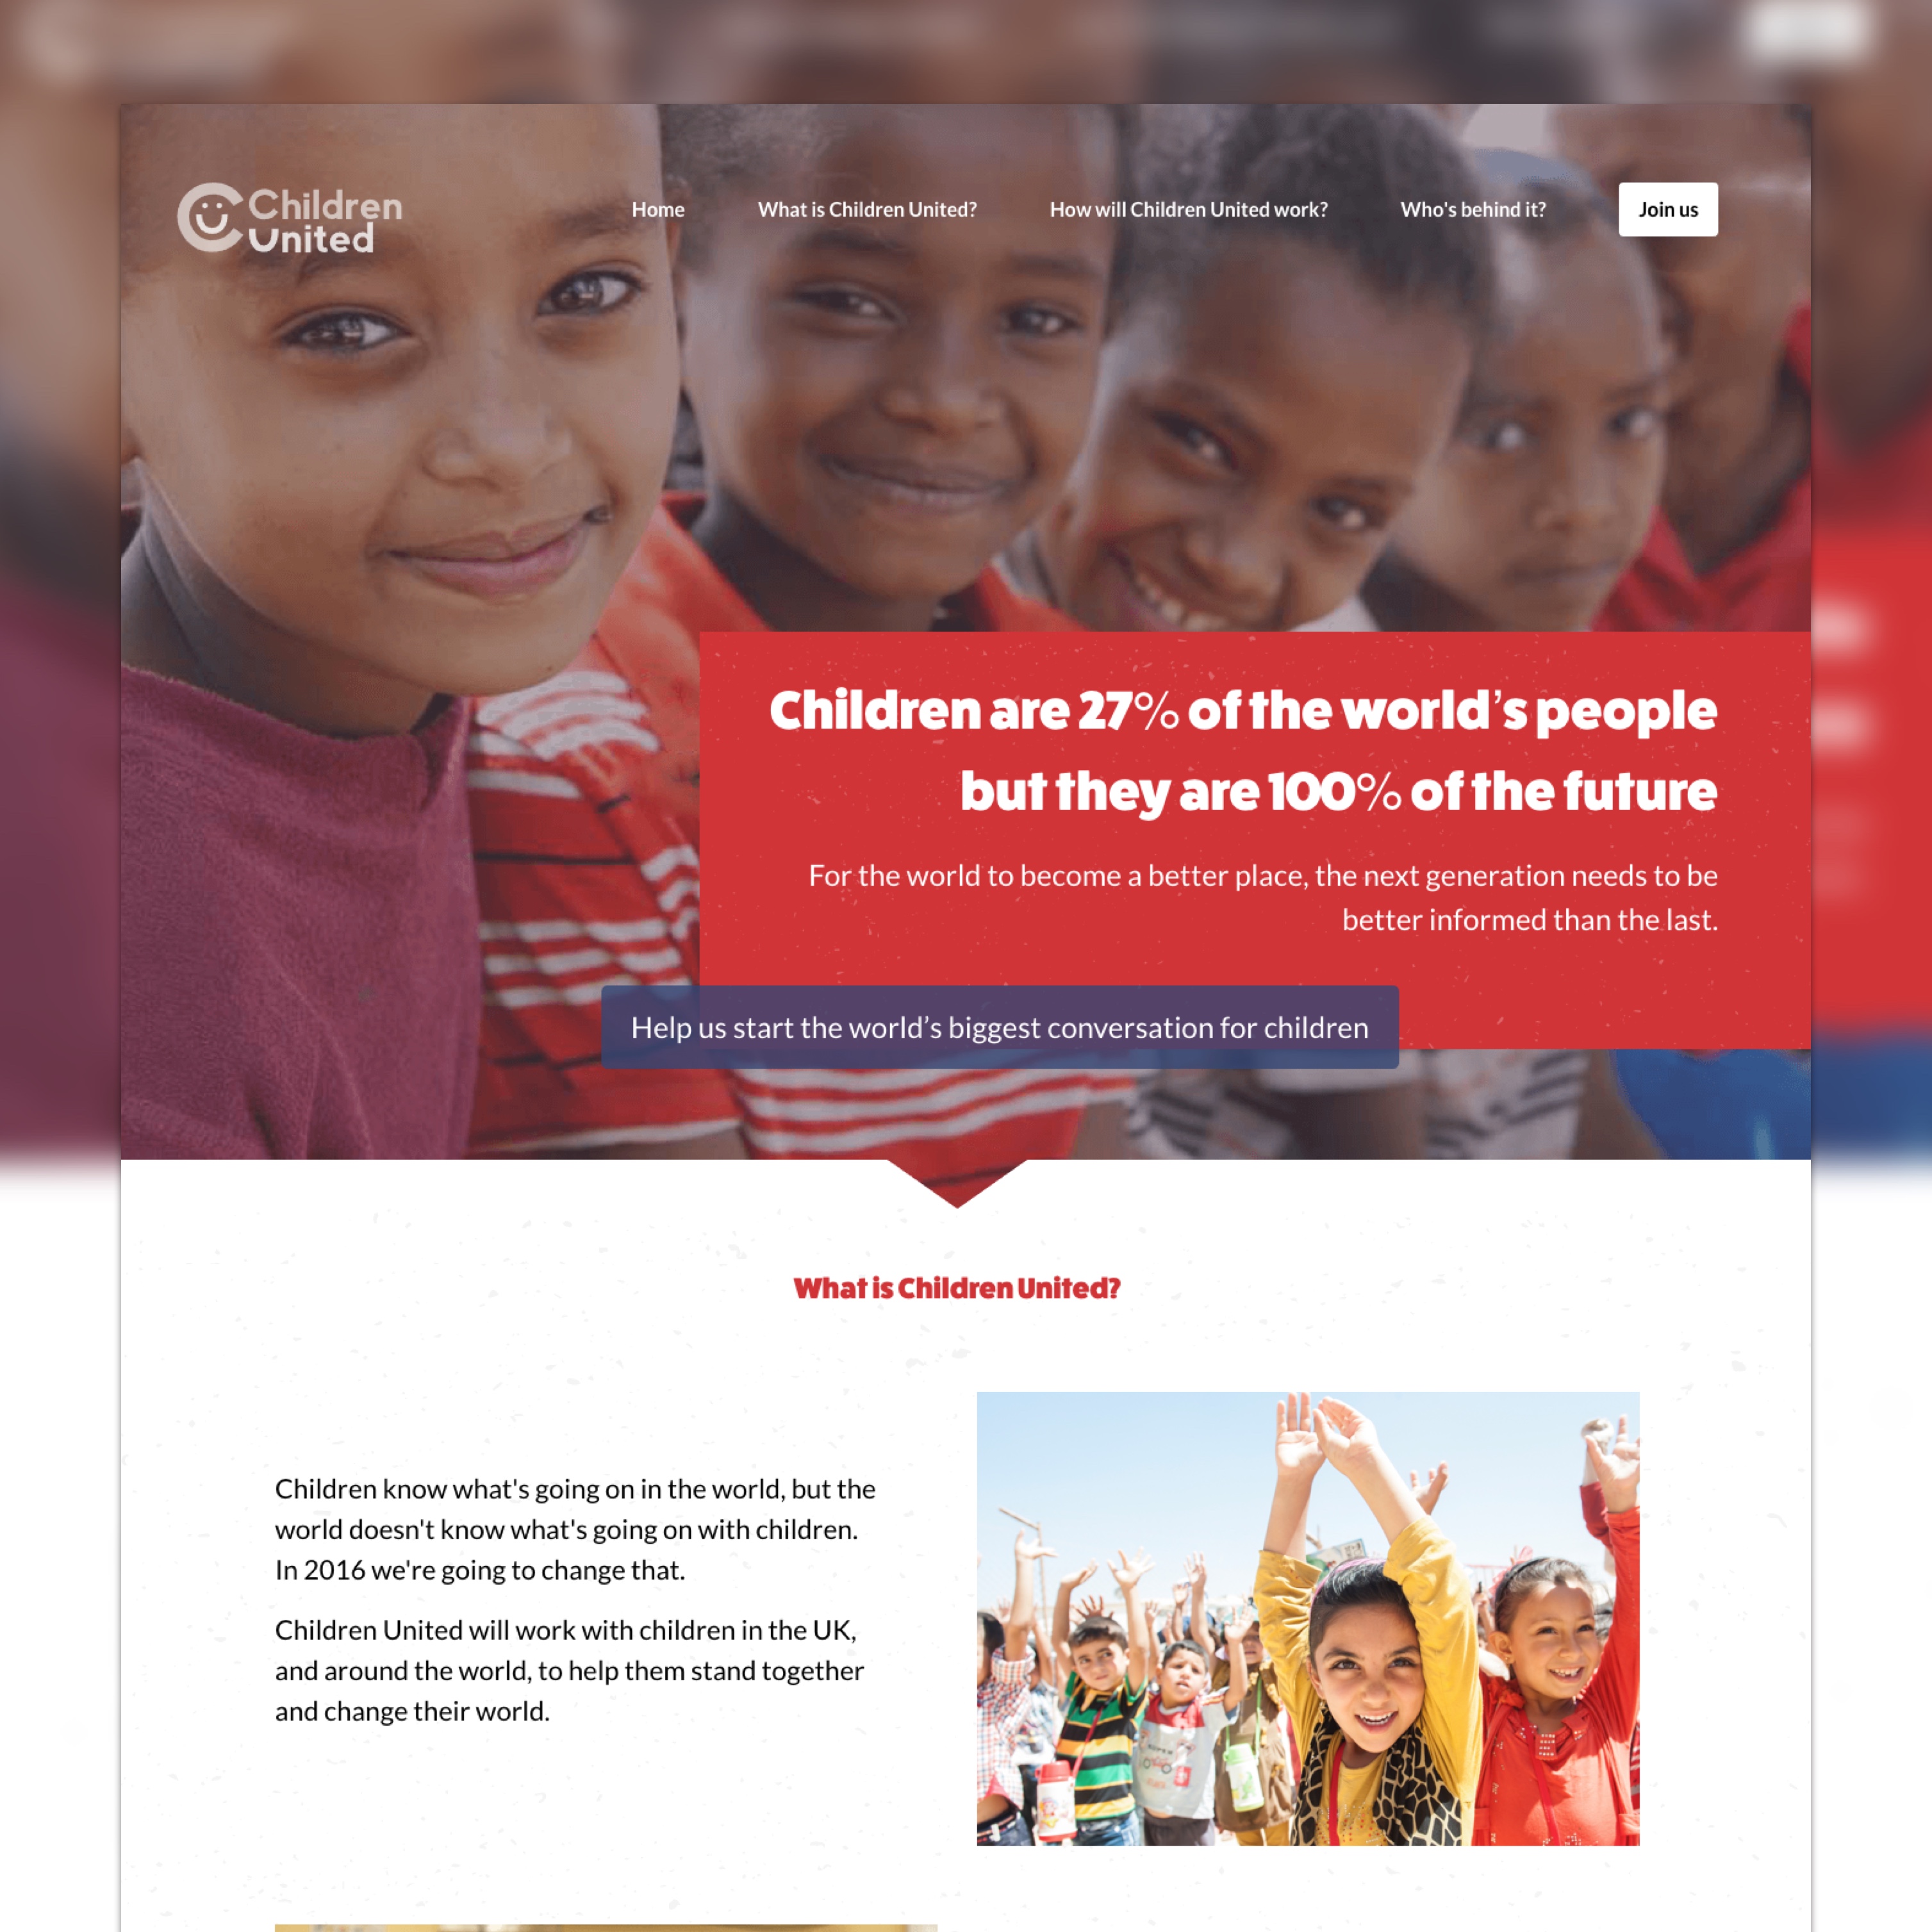 Children
United
Home
What is Children United?
How will Children United work?
Who's behind it?
Join us
Children are 27% of the world’s people
but they are 100% of the future
For the world to become a better place, the next generation needs to be
better informed than the last.
Help us start the world’s biggest conversation for children
What is Children United?
Children know what's going on in the world, but the
world doesn't know what's going on with children.
In 2016 we're going to change that.
Children United will work with children in the UK,
and around the world, to help them stand together
and change their world.